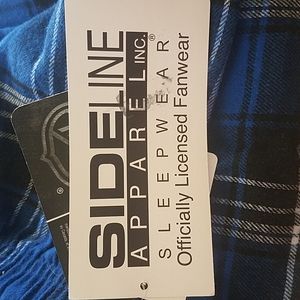 SIDELINE
APPAREL INC.®
SLEEPWEAR
Officially Licensed Fanwear
®